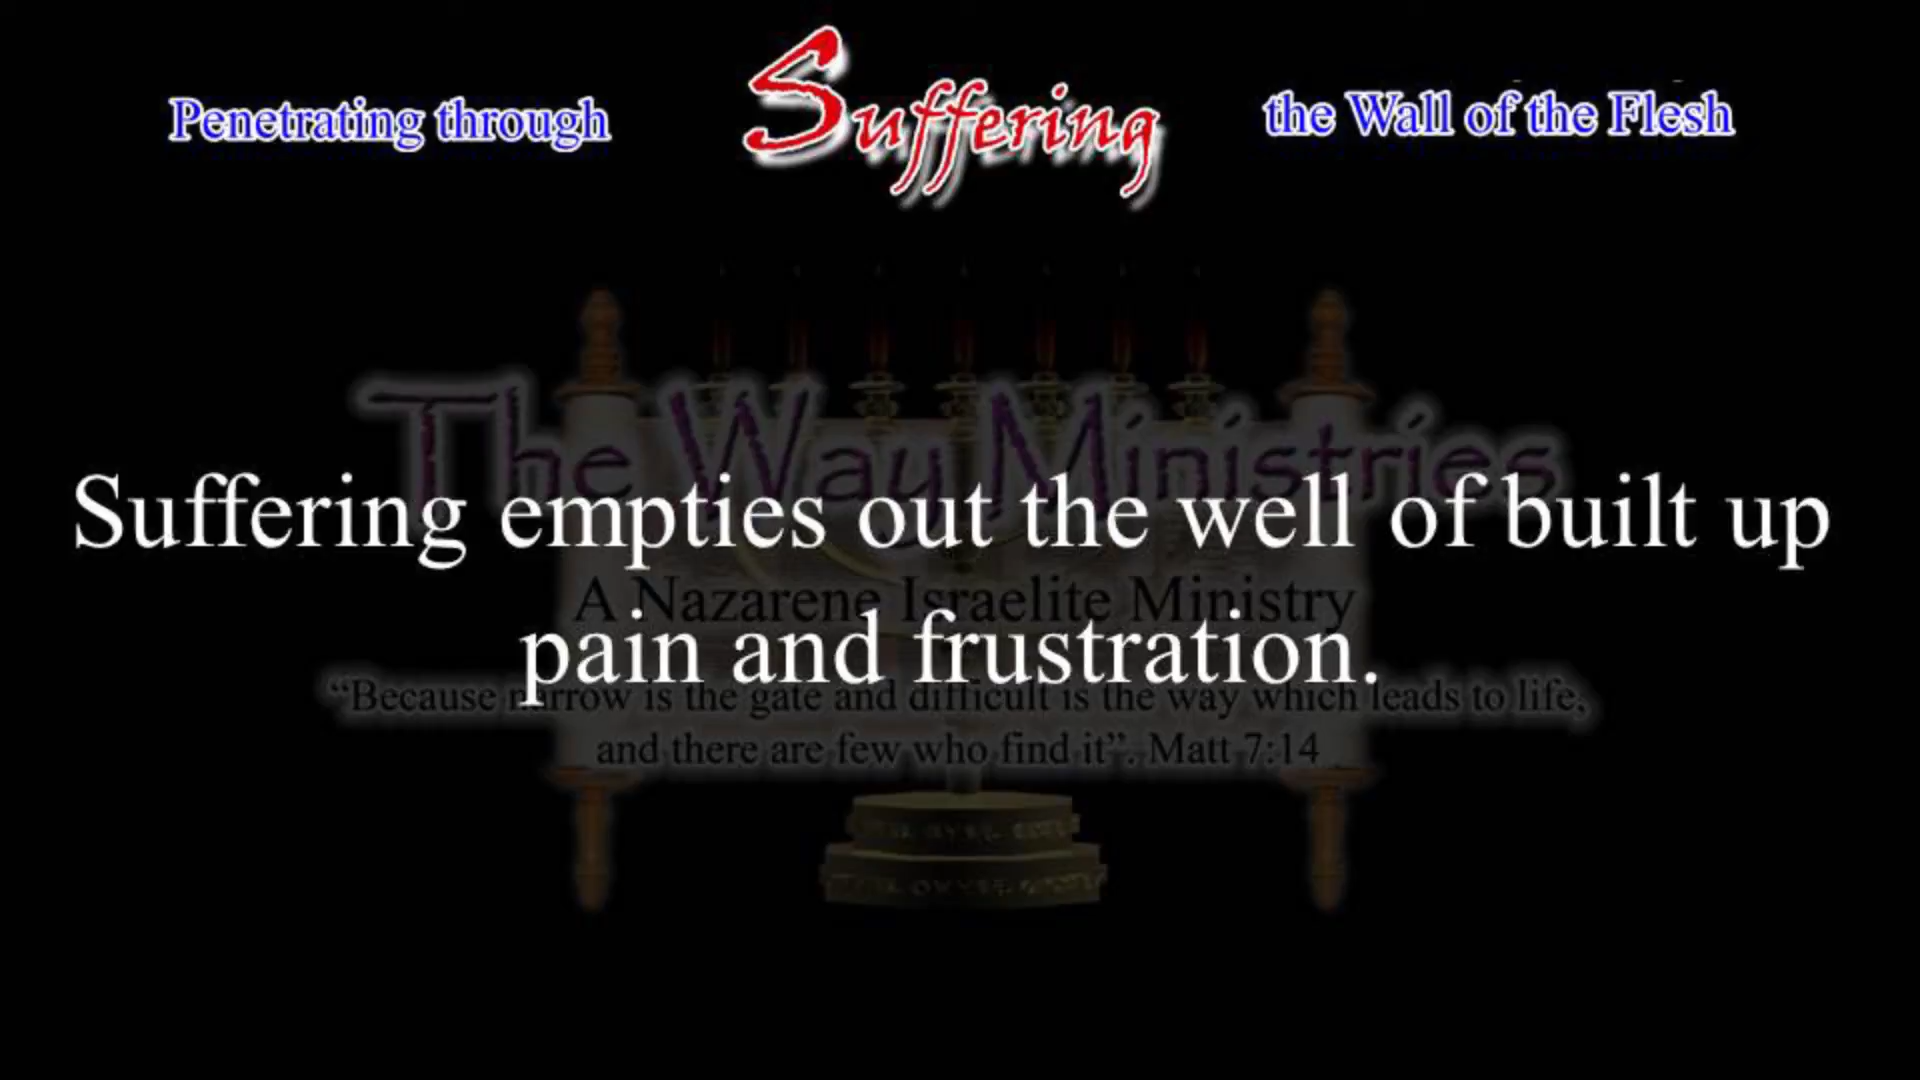 Penetrating through Suffering the Wall of the Flesh
The Way Ministries
Suffering empties out the well of built up
A Nazarene Israelite Ministry
pain and frustration.
“Because narrow is the gate and difficult is the way which leads to life,
and there are few who find it”. Matt 7:14